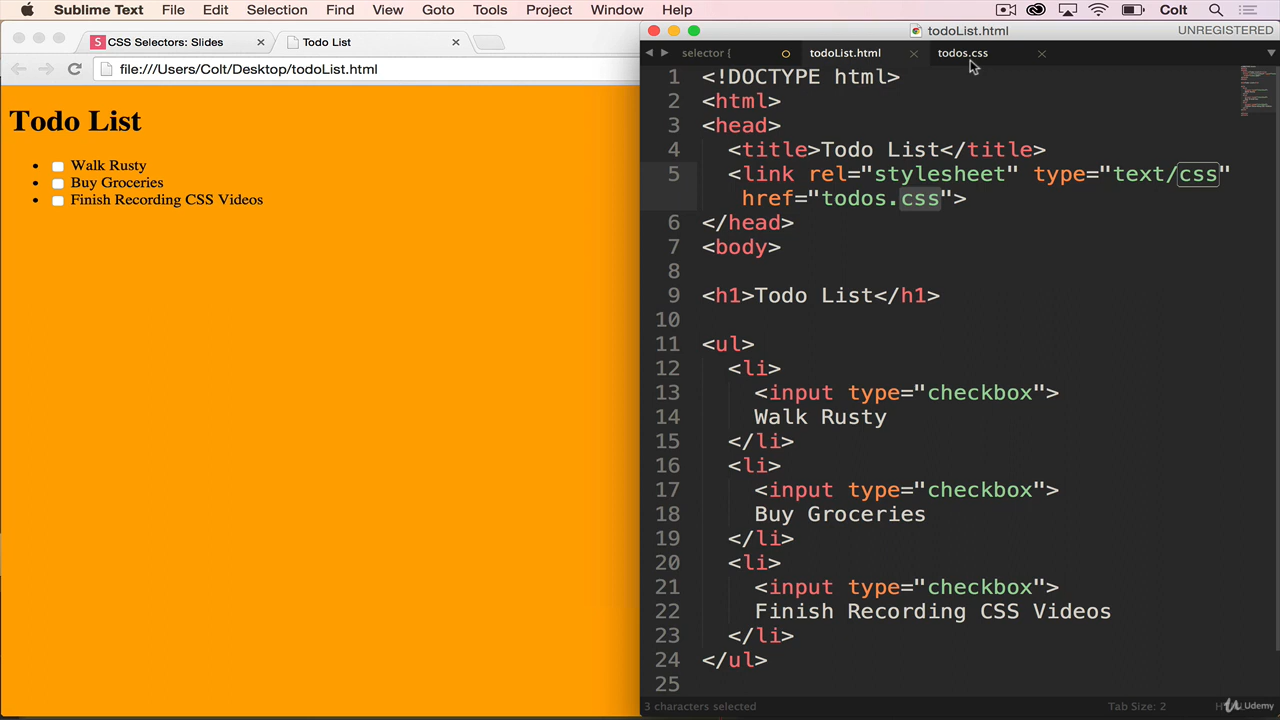 Sublime Text File Edit Selection Find View Goto Tools Project Window Help Colt
CSS Selectors: Slides Todo List
file:///Users/Colt/Desktop/todoList.html
Todo List
Walk Rusty
Buy Groceries
Finish Recording CSS Videos
todoList.html UNREGISTERED
selector { todoList.html todos.css
1 <!DOCTYPE html>
2 <html>
3 <head>
4 <title>Todo List</title>
5 <link rel="stylesheet" type="text/css"
href="todos.css">
6 </head>
7 <body>
8
9 <h1>Todo List</h1>
10
11 <ul>
12 <li>
13 <input type="checkbox">
14 Walk Rusty
15 </li>
16 <li>
17 <input type="checkbox">
18 Buy Groceries
19 </li>
20 <li>
21 <input type="checkbox">
22 Finish Recording CSS Videos
23 </li>
24 </ul>
25
3 characters selected Tab Size: 2 Udemy